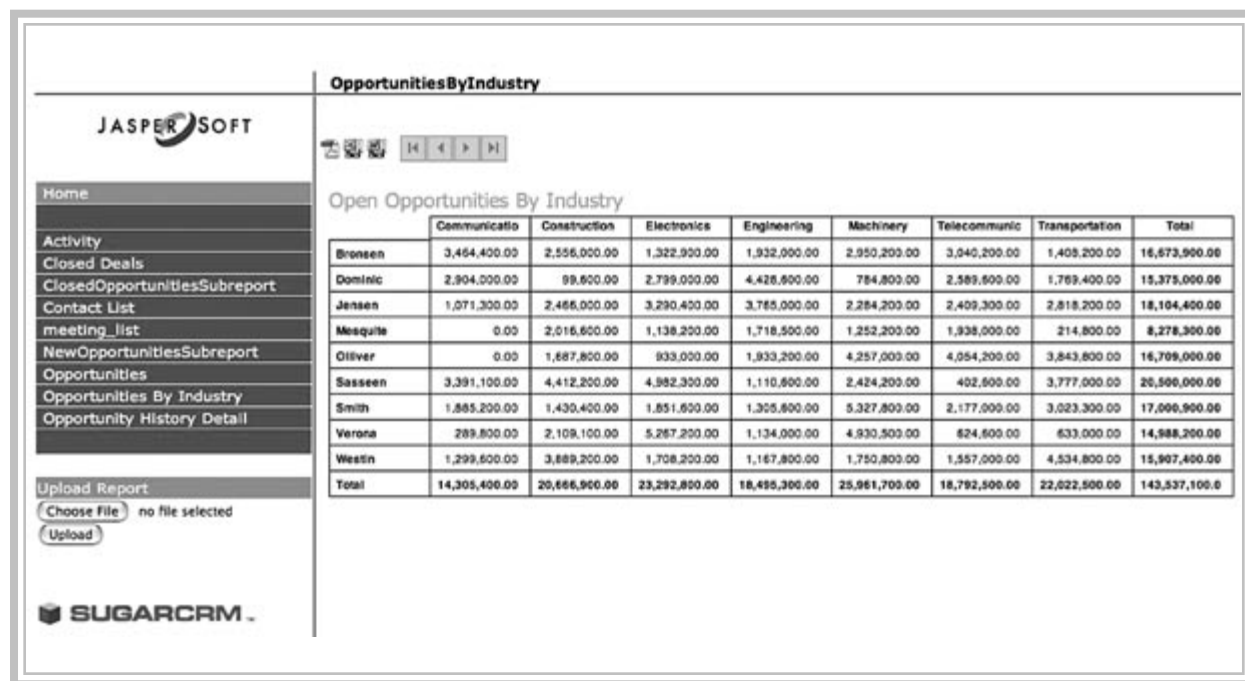 OpportunitiesByIndustry
JASPERSOFT
Home
Activity
Closed Deals
ClosedOpportunitiesSubreport
Contact List
meeting_list
NewOpportunitiesSubreport
Opportunities
Opportunities By Industry
Opportunity History Detail
Upload Report
Choose File no file selected
Upload
SUGARCRM
Open Opportunities By Industry
Communicatio Construction Electronics Engineering Machinery Telecommunic Transportation Total
Bronsen 3,464,400.00 2,556,000.00 1,322,900.00 1,932,000.00 2,950,200.00 3,040,200.00 1,408,200.00 16,673,900.00
Dominic 2,904,000.00 99,600.00 2,799,000.00 4,428,600.00 784,800.00 2,589,600.00 1,769,400.00 15,375,000.00
Jensen 1,071,300.00 2,466,000.00 3,290,400.00 3,765,000.00 2,284,200.00 2,409,300.00 2,818,200.00 18,104,400.00
Mesquite 0.00 2,016,600.00 1,138,200.00 1,718,500.00 1,252,200.00 1,938,000.00 214,800.00 8,278,300.00
Olliver 0.00 1,687,800.00 933,000.00 1,933,200.00 4,257,000.00 4,054,200.00 3,843,800.00 16,709,000.00
Sasseen 3,391,100.00 4,412,200.00 4,982,300.00 1,110,600.00 2,424,200.00 402,600.00 3,777,000.00 20,500,000.00
Smith 1,885,200.00 1,430,400.00 1,851,600.00 1,305,600.00 5,327,800.00 2,177,000.00 3,023,300.00 17,000,900.00
Verona 289,800.00 2,109,100.00 5,267,200.00 1,134,000.00 4,930,500.00 624,600.00 633,000.00 14,988,200.00
Westin 1,299,600.00 3,889,200.00 1,708,200.00 1,167,800.00 1,750,800.00 1,557,000.00 4,534,800.00 15,907,400.00
Total 14,305,400.00 20,666,900.00 23,292,800.00 18,495,300.00 25,961,700.00 18,792,500.00 22,022,500.00 143,537,100.0